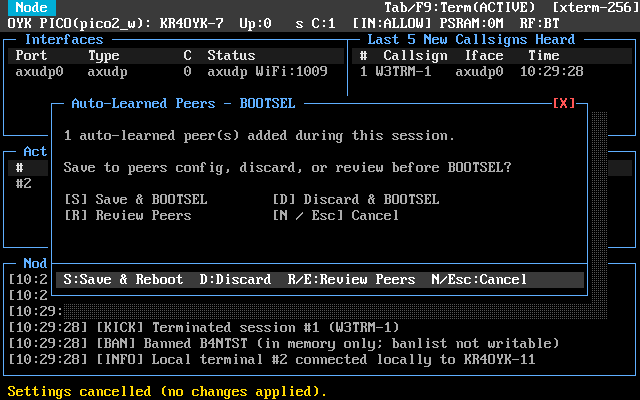 Node Tab/F9:Term(ACTIVE) [xterm-256]
OYK PICO(pico2_w): KR4OYK-7 Up:0 s C:1 [IN:ALLOW] PSRAM:0M RF:BT
Interfaces Last 5 New Callsigns Heard
Port Type C Status # Callsign Iface Time
axudp0 axudp 0 axudp WiFi:1009 1 W3TRM-1 axudp0 10:29:28
Auto-Learned Peers - BOOTSEL [X]
1 auto-learned peer(s) added during this session.
Act
Save to peers config, discard, or review before BOOTSEL?
#
#2
[S] Save & BOOTSEL [D] Discard & BOOTSEL
[R] Review Peers [N / Esc] Cancel
Nod
[10:2 S:Save & Reboot D:Discard R/E:Review Peers N/Esc:Cancel
[10:2
[10:29:
[10:29:28] [KICK] Terminated session #1 (W3TRM-1)
[10:29:28] [BAN] Banned B4NTST (in memory only; banlist not writable)
[10:29:28] [INFO] Local terminal #2 connected locally to KR4OYK-11
Settings cancelled (no changes applied).